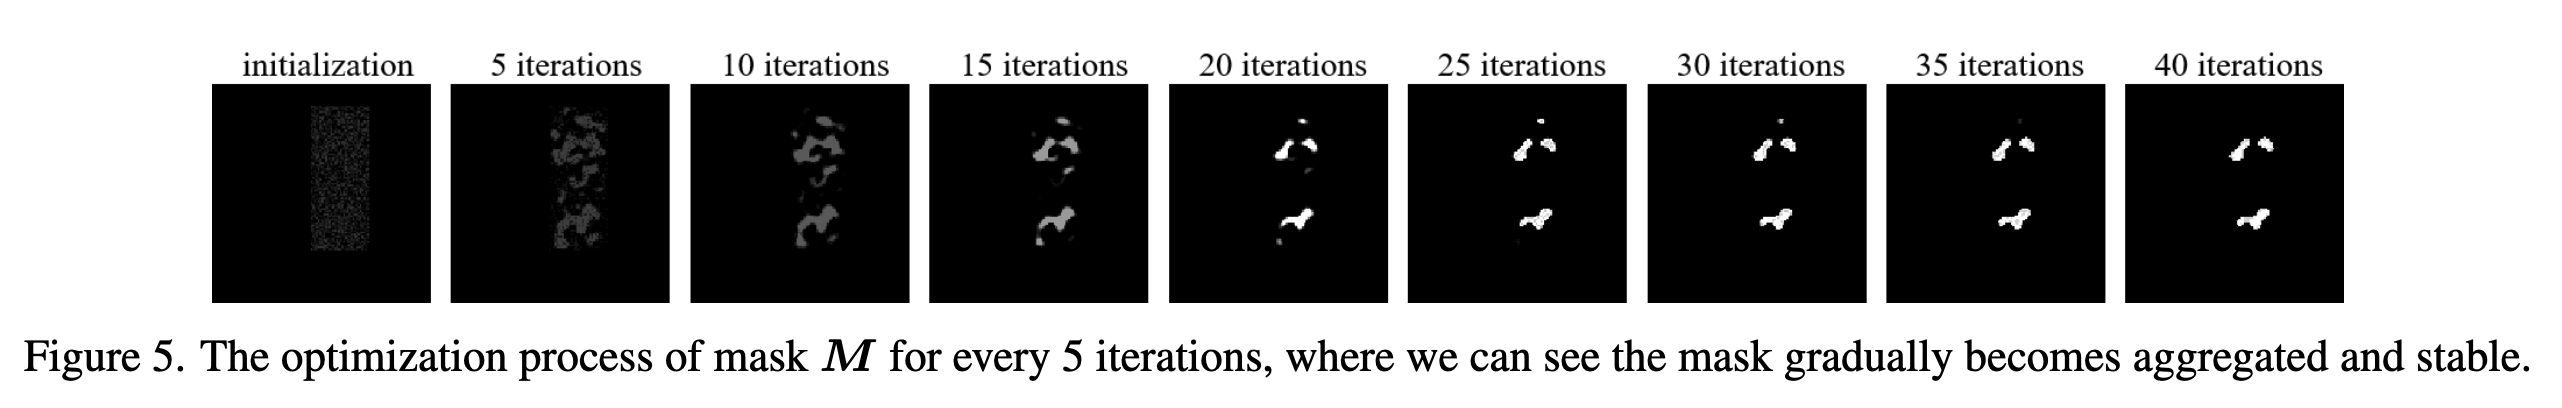 initialization 5 iterations 10 iterations 15 iterations 20 iterations 25 iterations 30 iterations 35 iterations 40 iterations
Figure 5. The optimization process of mask M for every 5 iterations, where we can see the mask gradually becomes aggregated and stable.